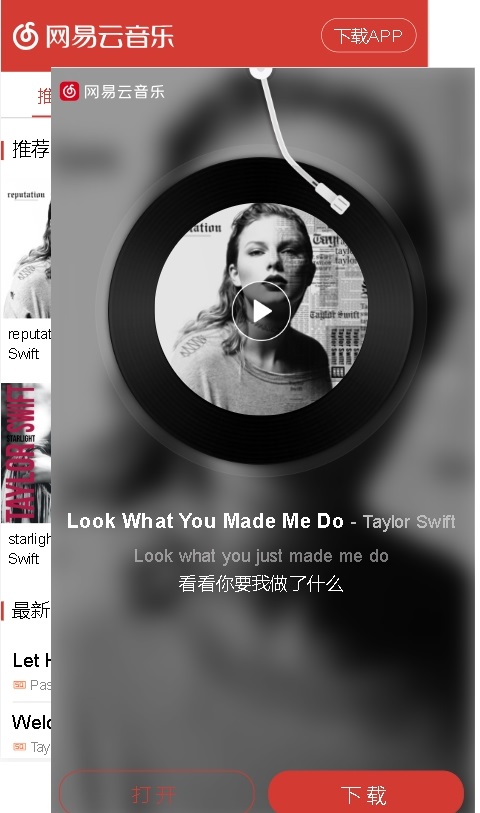 网易云音乐
下载APP
推
网易云音乐
推荐
reputation
reputa
Swift
TAYLOR SWIFT
STARLIGHT
starligh
Swift
Taylor Swift
Look What You Made Me Do - Taylor Swift
Look what you just made me do
看看你要我做了什么
最新
Let H
SQ Pas
Welc
SQ Tay
打开
下载